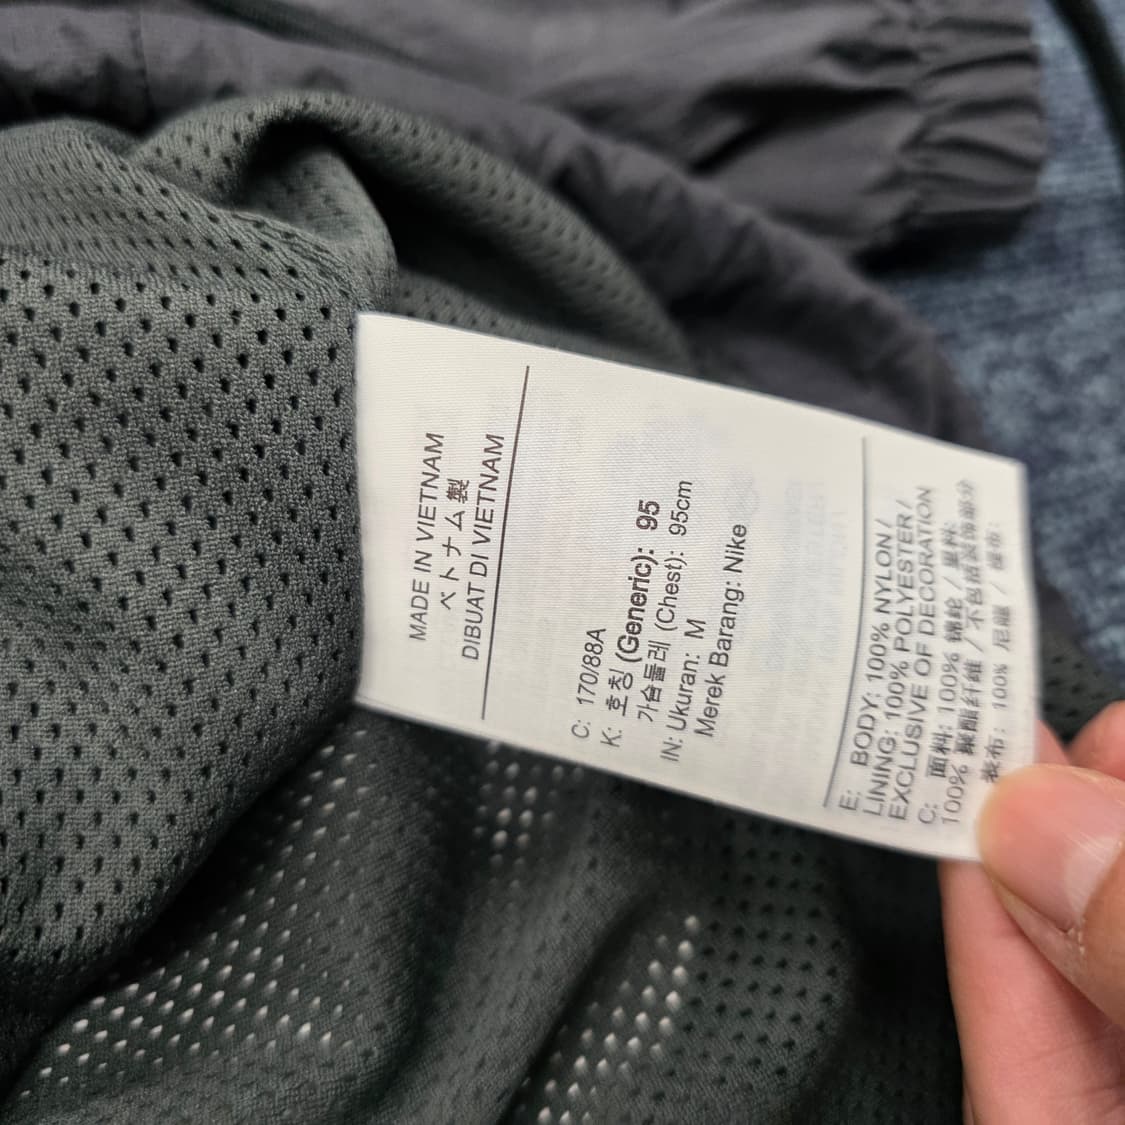 MADE IN VIETNAM
ベトナム製
DIBUAT DI VIETNAM
C: 170/88A
K: 호칭 (Generic): 95
가슴둘레 (Chest): 95cm
IN: Ukuran: M
Merek Barang: Nike
E: BODY: 100% NYLON/
LINING: 100% POLYESTER/
EXCLUSIVE OF DECORATION
C: 面料: 100% 锦纶 / 里料:
100% 聚酯纤维 / 不包括装饰部分
表布: 100% 尼龍 / 裡布: